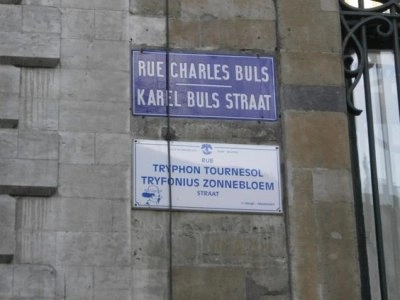 RUE CHARLES BULS
KAREL BULS STRAAT
RUE
TRYPHON TOURNESOL
TRYFONIUS ZONNEBLOEM
STRAAT